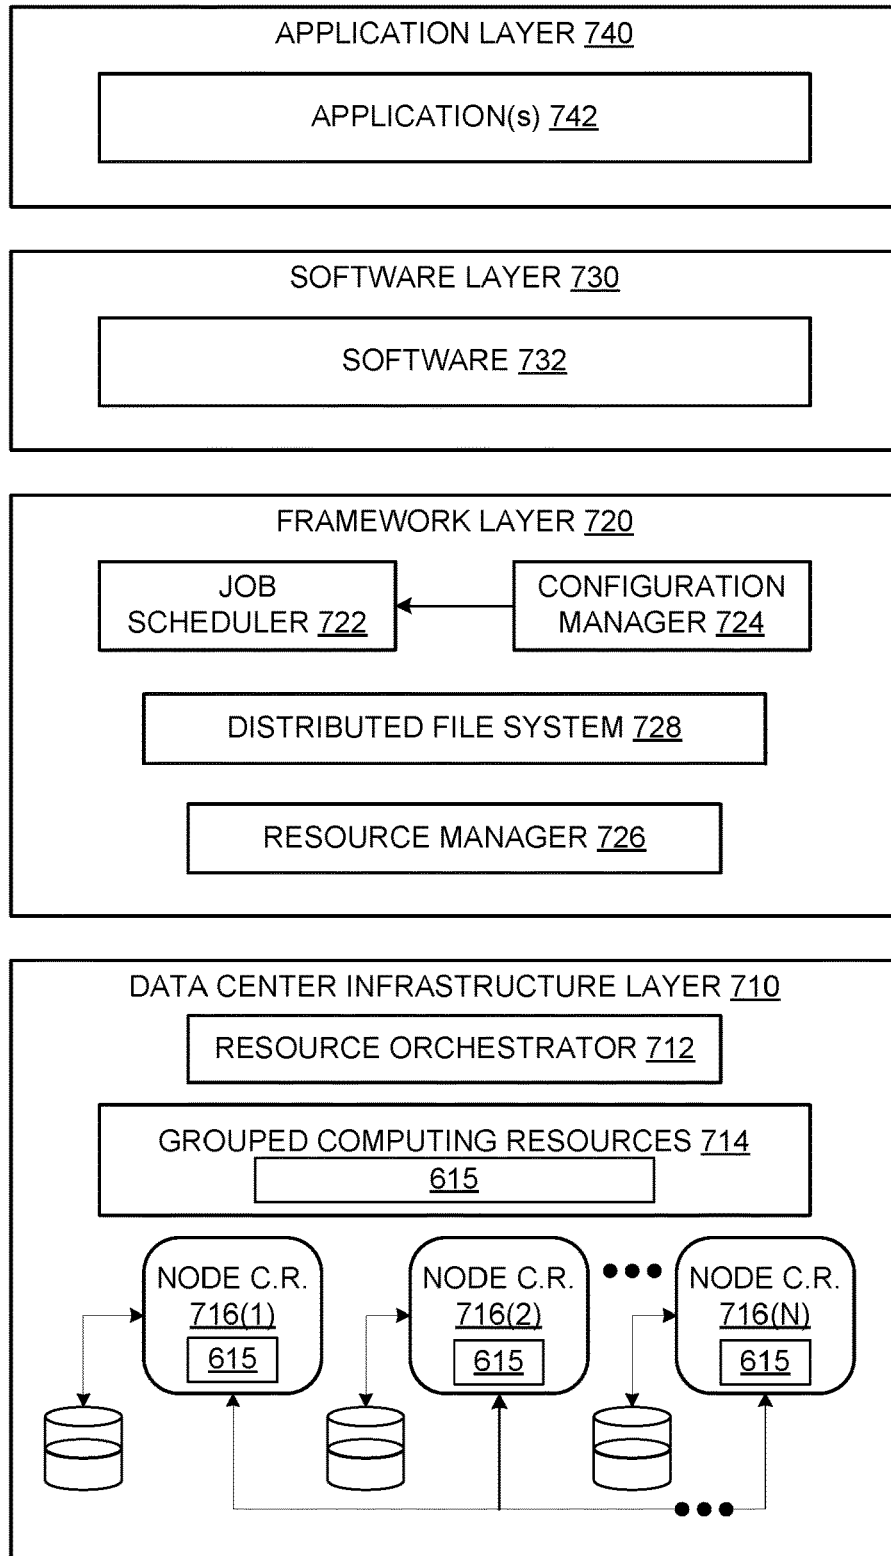 APPLICATION LAYER 740
APPLICATION(s) 742
SOFTWARE LAYER 730
SOFTWARE 732
FRAMEWORK LAYER 720
JOB
SCHEDULER 722
CONFIGURATION
MANAGER 724
DISTRIBUTED FILE SYSTEM 728
RESOURCE MANAGER 726
DATA CENTER INFRASTRUCTURE LAYER 710
RESOURCE ORCHESTRATOR 712
GROUPED COMPUTING RESOURCES 714
615
NODE C.R.
716(1)
615
NODE C.R.
716(2)
615
NODE C.R.
716(N)
615